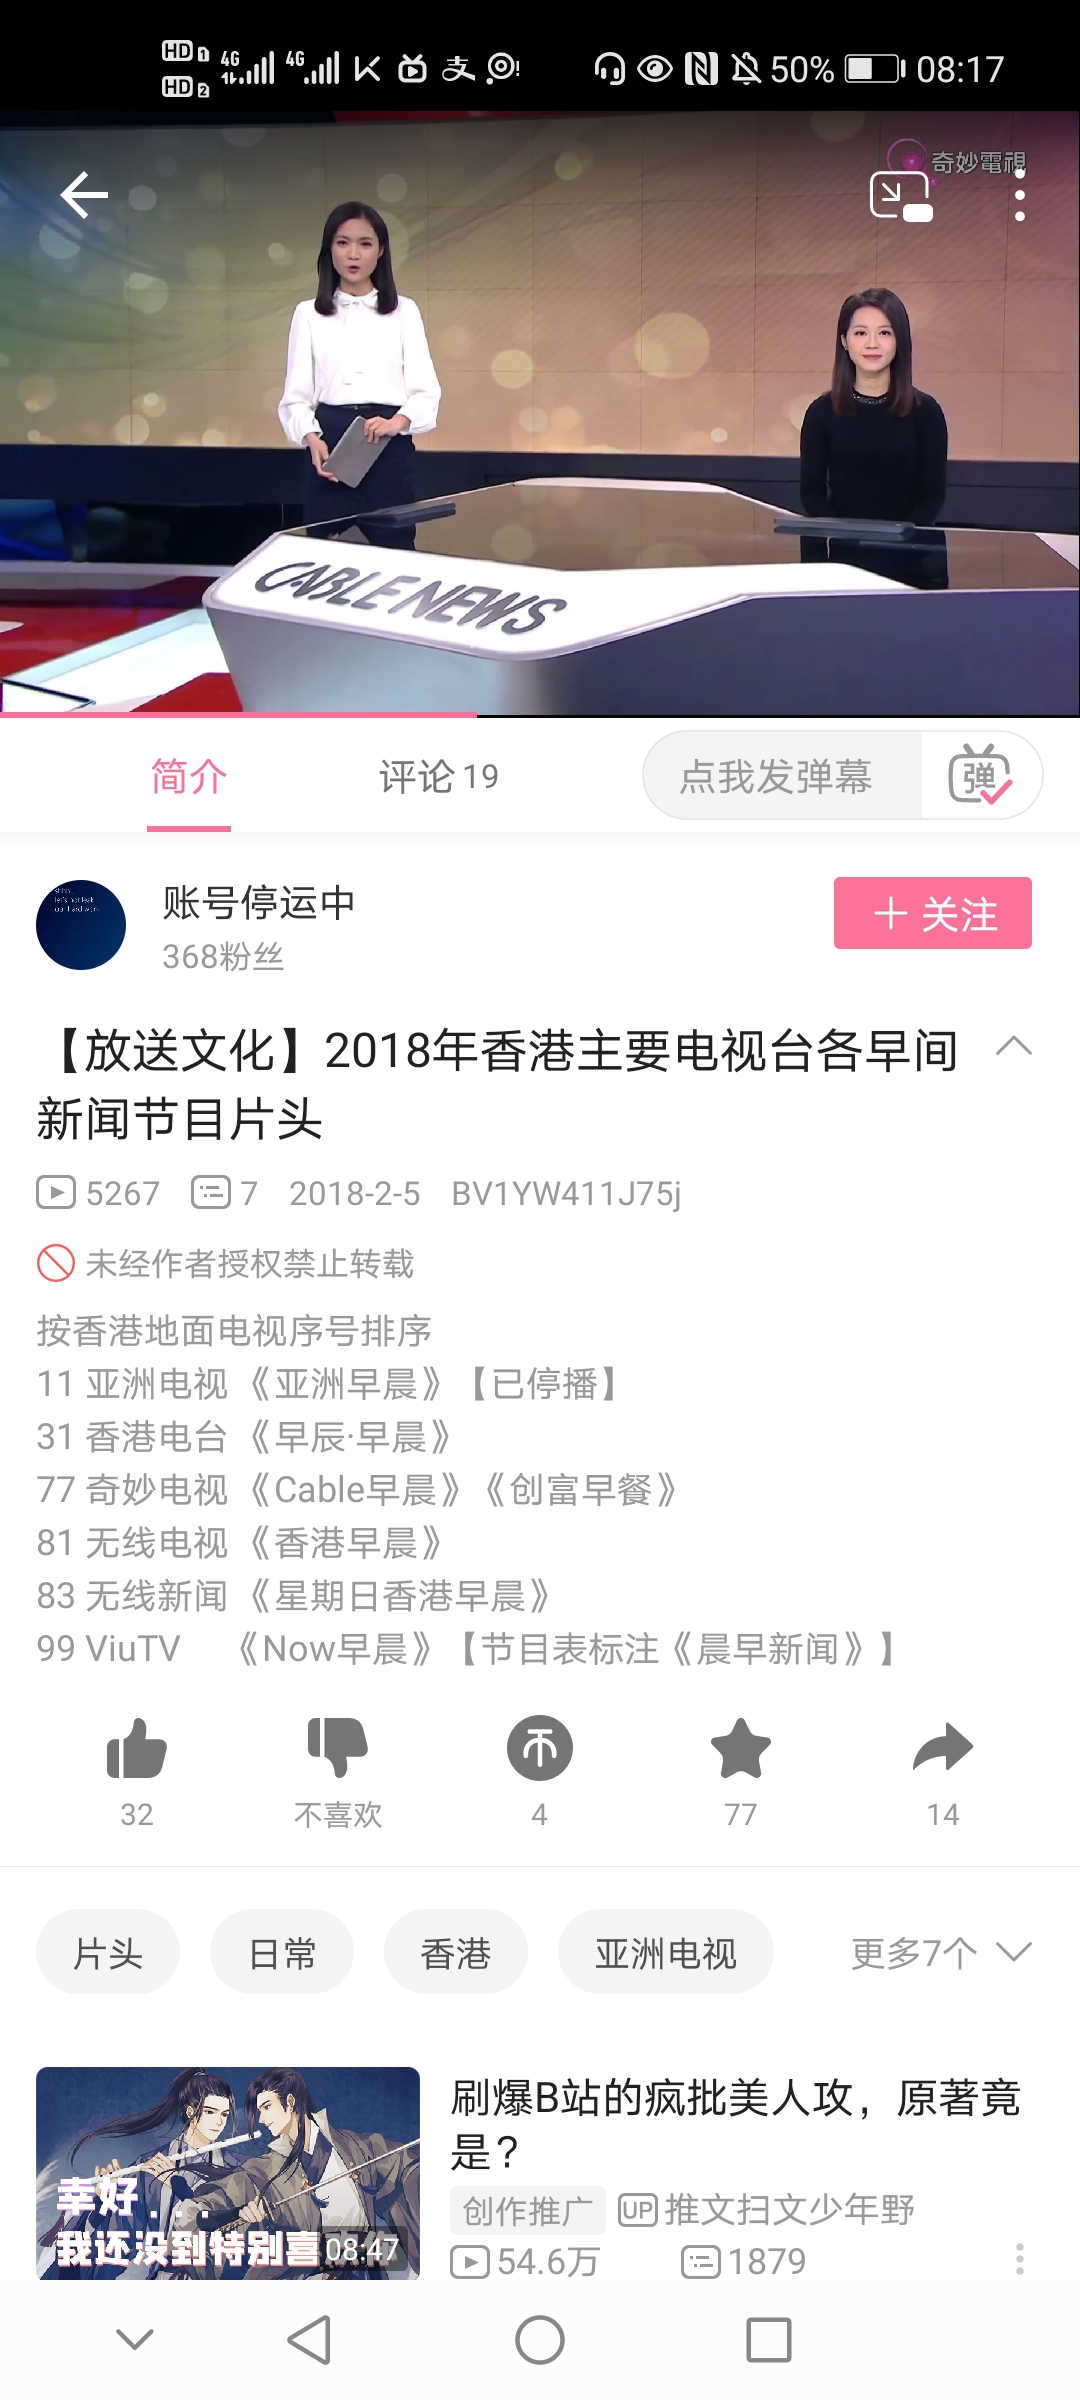 HD 1 4G 4G 50% 08:17
HD 2
奇妙電視
CABLE NEWS
简介 评论 19 点我发弹幕 弹
账号停运中
368粉丝
+ 关注
【放送文化】2018年香港主要电视台各早间
新闻节目片头
5267 7 2018-2-5 BV1YW411J75j
未经作者授权禁止转载
按香港地面电视序号排序
11 亚洲电视《亚洲早晨》【已停播】
31 香港电台《早辰·早晨》
77 奇妙电视《Cable早晨》《创富早餐》
81 无线电视《香港早晨》
83 无线新闻《星期日香港早晨》
99 ViuTV 《Now早晨》【节目表标注《晨早新闻》】
32 不喜欢 4 77 14
片头 日常 香港 亚洲电视 更多7个
刷爆B站的疯批美人攻，原著竟
是？
创作推广 UP 推文扫文少年野
54.6万 1879
幸好...
我还没到特别喜
08:47